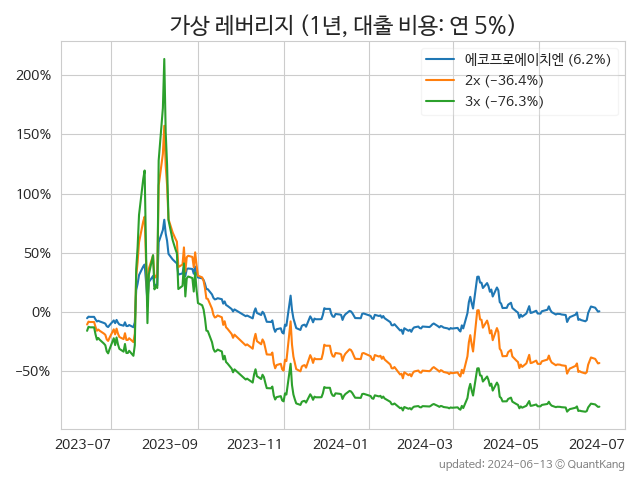 가상 레버리지 (1년, 대출 비용: 연 5%)
에코프로에이치엔 (6.2%)
2x (−36.4%)
3x (−76.3%)
200%
150%
100%
50%
0%
−50%
2023-07 2023-09 2023-11 2024-01 2024-03 2024-05 2024-07
updated: 2024-06-13 © QuantKang